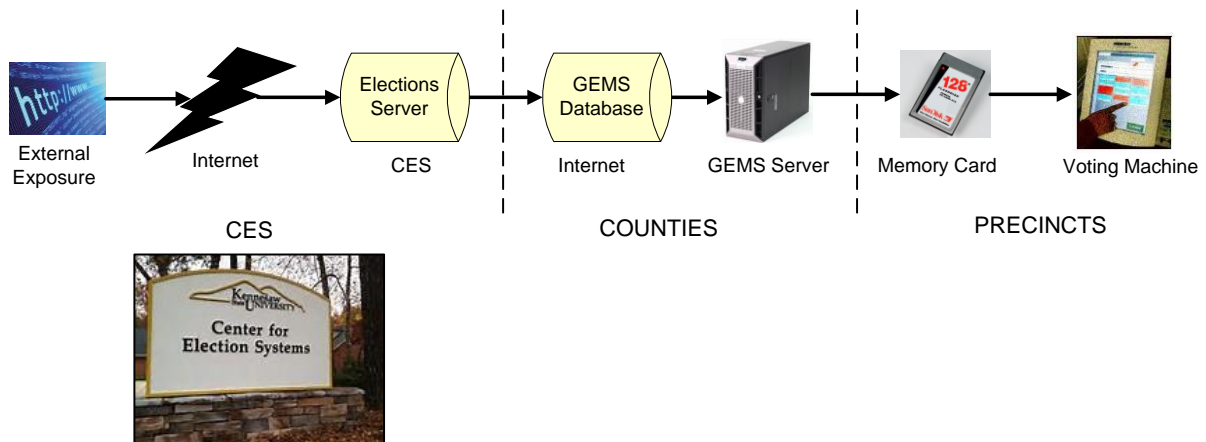 http://www.
External
Exposure
Internet
Elections
Server
CES
GEMS
Database
Internet
GEMS Server
128
SanDisk
Memory Card
Voting Machine
CES
COUNTIES
PRECINCTS
Kennesaw
State UNIVERSITY
Center for
Election Systems